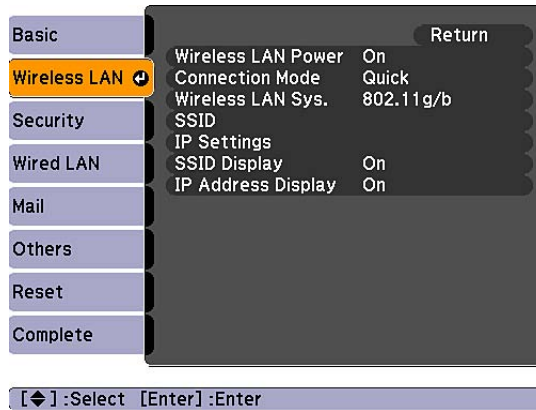 Basic
Wireless LAN
Security
Wired LAN
Mail
Others
Reset
Complete
Return
Wireless LAN Power On
Connection Mode Quick
Wireless LAN Sys. 802.11g/b
SSID
IP Settings
SSID Display On
IP Address Display On
[◆]:Select [Enter]:Enter